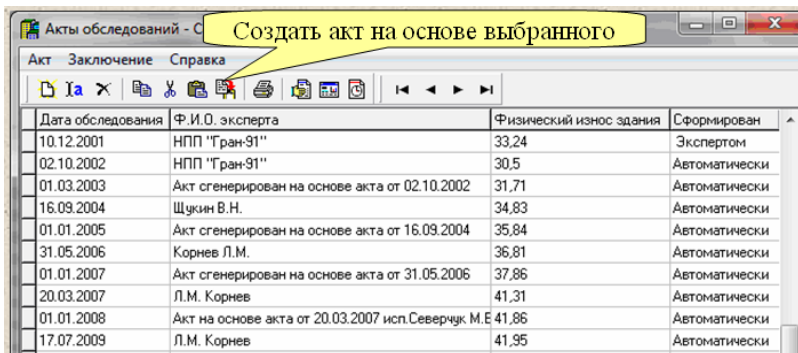 Акты обследований - С
Создать акт на основе выбранного
Акт Заключение Справка
Дата обследования Ф.И.О. эксперта Физический износ здания Сформирован
10.12.2001 НПП "Гран-91" 33,24 Экспертом
02.10.2002 НПП "Гран-91" 30,5 Автоматически
01.03.2003 Акт сгенерирован на основе акта от 02.10.2002 31,71 Автоматически
16.09.2004 Щукин В.Н. 34,83 Автоматически
01.01.2005 Акт сгенерирован на основе акта от 16.09.2004 35,84 Автоматически
31.05.2006 Корнев Л.М. 36,81 Автоматически
01.01.2007 Акт сгенерирован на основе акта от 31.05.2006 37,86 Автоматически
20.03.2007 Л.М. Корнев 41,31 Автоматически
01.01.2008 Акт на основе акта от 20.03.2007 исп.Северчук М.Е 41,86 Автоматически
17.07.2009 Л.М. Корнев 41,95 Автоматически